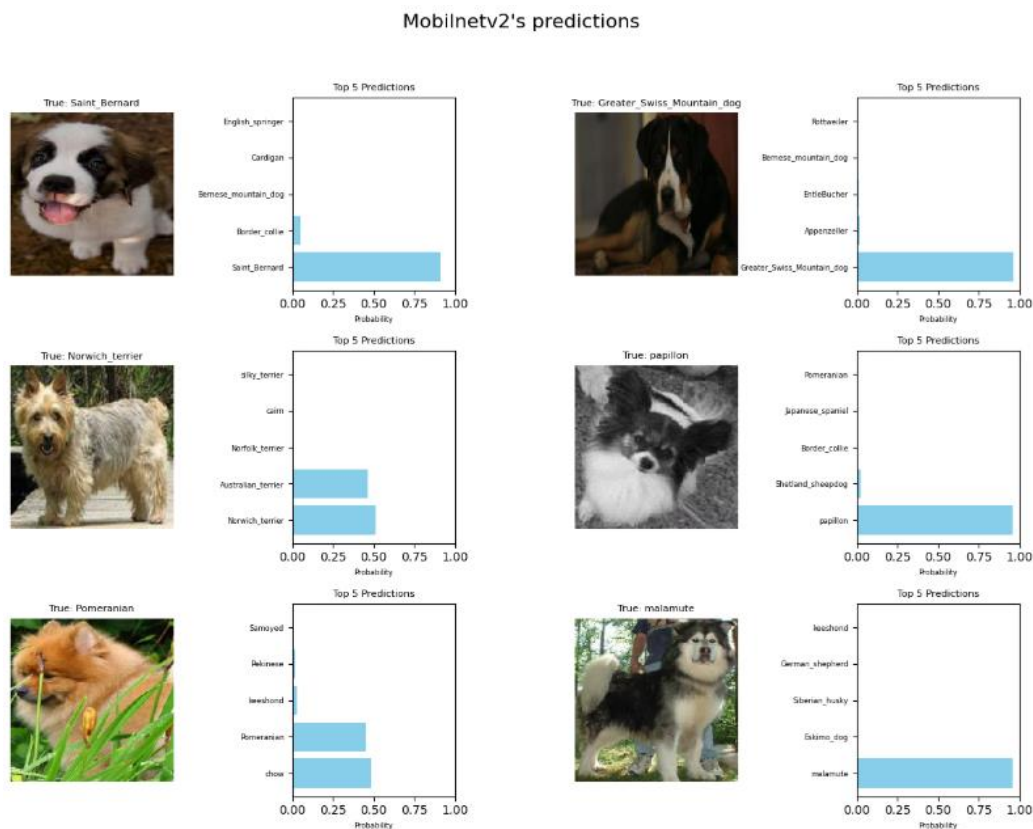 Mobilnetv2's predictions
True: Saint_Bernard
Top 5 Predictions
English_springer
Cardigan
Bernese_mountain_dog
Border_collie
Saint_Bernard
0.00 0.25 0.50 0.75 1.00
Probability
True: Greater_Swiss_Mountain_dog
Top 5 Predictions
Rottweiler
Bernese_mountain_dog
EntleBucher
Appenzeller
Greater_Swiss_Mountain_dog
0.00 0.25 0.50 0.75 1.00
Probability
True: Norwich_terrier
Top 5 Predictions
silky_terrier
cairn
Norfolk_terrier
Australian_terrier
Norwich_terrier
0.00 0.25 0.50 0.75 1.00
Probability
True: papillon
Top 5 Predictions
Pomeranian
Japanese_spaniel
Border_collie
Shetland_sheepdog
papillon
0.00 0.25 0.50 0.75 1.00
Probability
True: Pomeranian
Top 5 Predictions
Samoyed
Pekinese
keeshond
Pomeranian
chow
0.00 0.25 0.50 0.75 1.00
Probability
True: malamute
Top 5 Predictions
keeshond
German_shepherd
Siberian_husky
Eskimo_dog
malamute
0.00 0.25 0.50 0.75 1.00
Probability